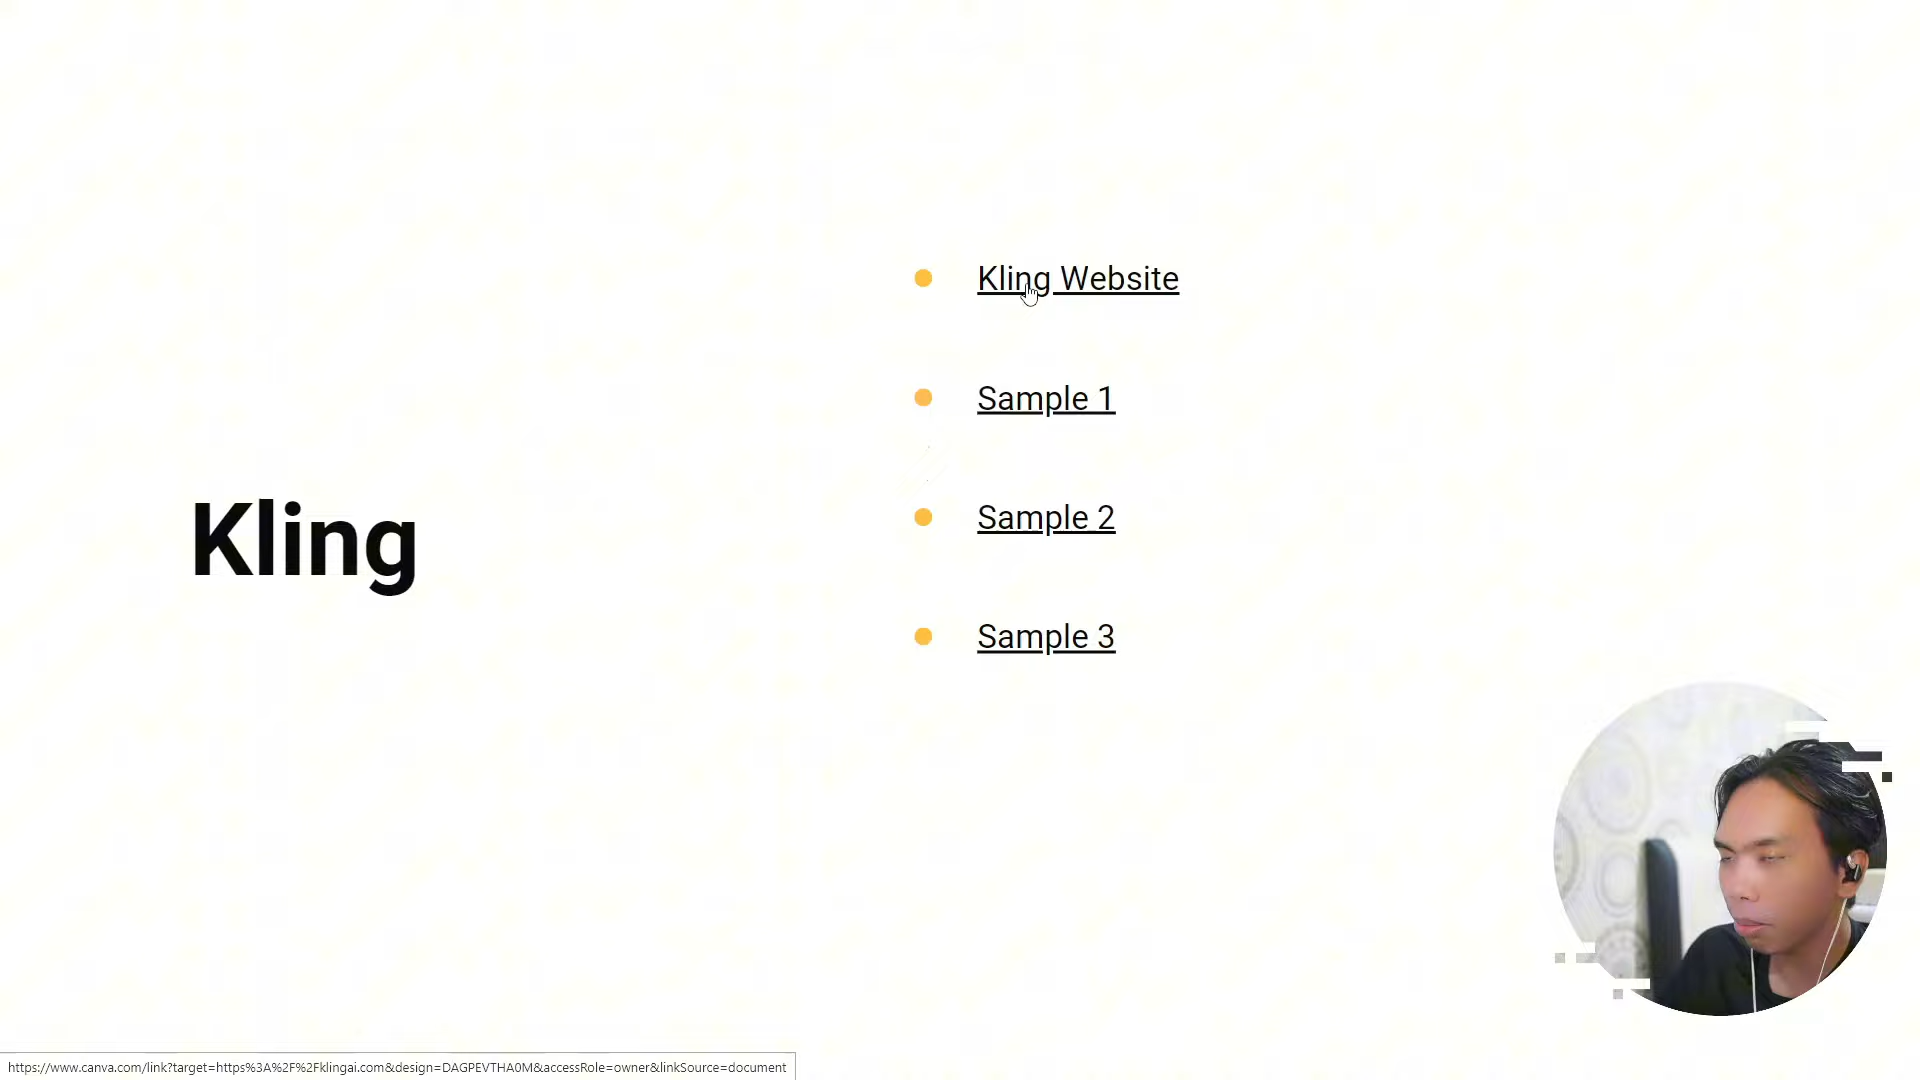 Kling Website
Sample 1
Sample 2
Kling
Sample 3
https://www.canva.com/link?target=https%3A%2F%2Fklingai.com&design=DAGPEVTHA0M&accessRole=owner&linkSource=document